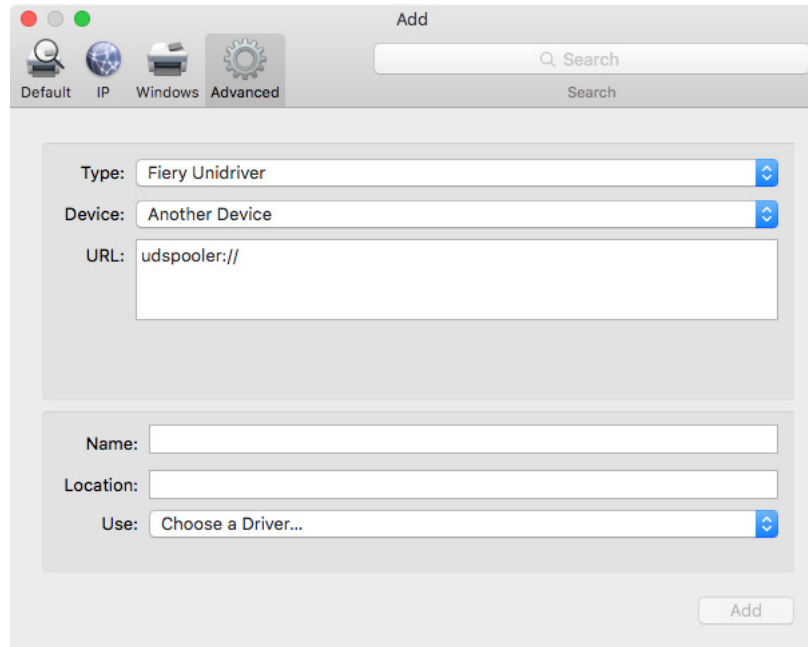 Add
Search
Default IP Windows Advanced Search
Type: Fiery Unidriver
Device: Another Device
URL: udspooler://
Name:
Location:
Use: Choose a Driver...
Add